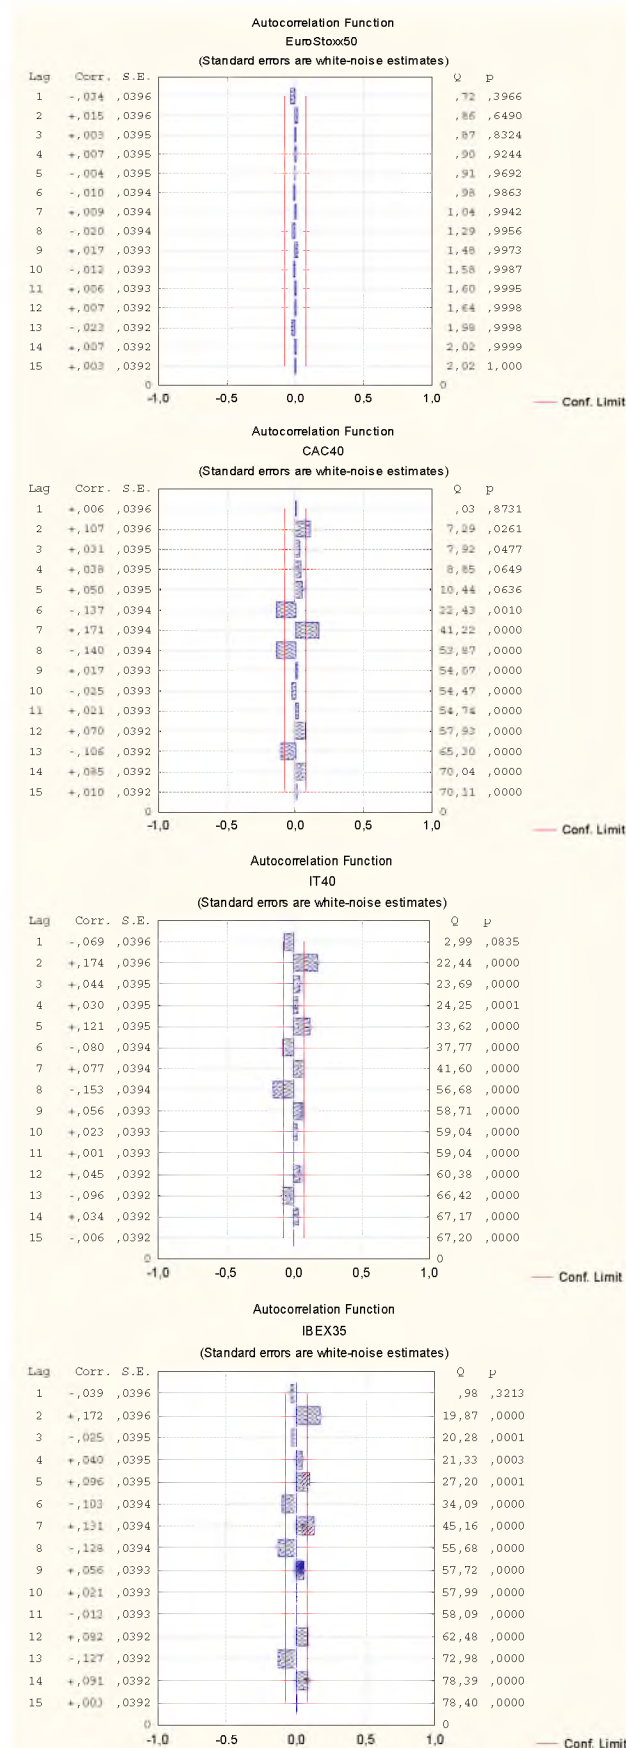 Autocorrelation Function
EuroStoxx50
(Standard errors are white-noise estimates)
Lag Corr. S.E. Q p
1 -,034 ,0396 ,72 ,3966
2 +,015 ,0396 ,86 ,6490
3 +,003 ,0395 ,87 ,8324
4 +,007 ,0395 ,90 ,9244
5 -,004 ,0395 ,91 ,9692
6 -,010 ,0394 ,98 ,9863
7 +,009 ,0394 1,04 ,9942
8 -,020 ,0394 1,29 ,9956
9 +,017 ,0393 1,48 ,9973
10 -,012 ,0393 1,58 ,9987
11 +,006 ,0393 1,60 ,9995
12 +,007 ,0392 1,64 ,9998
13 -,023 ,0392 1,98 ,9998
14 +,007 ,0392 2,02 ,9999
15 +,003 ,0392 2,02 1,000
0 0
-1,0 -0,5 0,0 0,5 1,0
Conf. Limit
Autocorrelation Function
CAC40
(Standard errors are white-noise estimates)
Lag Corr. S.E. Q p
1 +,006 ,0396 ,03 ,8731
2 +,107 ,0396 7,29 ,0261
3 +,031 ,0395 7,92 ,0477
4 +,038 ,0395 8,85 ,0649
5 +,050 ,0395 10,44 ,0636
6 -,137 ,0394 22,43 ,0010
7 +,171 ,0394 41,22 ,0000
8 -,140 ,0394 53,87 ,0000
9 +,017 ,0393 54,07 ,0000
10 -,025 ,0393 54,47 ,0000
11 +,021 ,0393 54,74 ,0000
12 +,070 ,0392 57,93 ,0000
13 -,106 ,0392 65,30 ,0000
14 +,085 ,0392 70,04 ,0000
15 +,010 ,0392 70,11 ,0000
0 0
-1,0 -0,5 0,0 0,5 1,0
Conf. Limit
Autocorrelation Function
IT40
(Standard errors are white-noise estimates)
Lag Corr. S.E. Q p
1 -,069 ,0396 2,99 ,0835
2 +,174 ,0396 22,44 ,0000
3 +,044 ,0395 23,69 ,0000
4 +,030 ,0395 24,25 ,0001
5 +,121 ,0395 33,62 ,0000
6 -,080 ,0394 37,77 ,0000
7 +,077 ,0394 41,60 ,0000
8 -,153 ,0394 56,68 ,0000
9 +,056 ,0393 58,71 ,0000
10 +,023 ,0393 59,04 ,0000
11 +,001 ,0393 59,04 ,0000
12 +,045 ,0392 60,38 ,0000
13 -,096 ,0392 66,42 ,0000
14 +,034 ,0392 67,17 ,0000
15 -,006 ,0392 67,20 ,0000
0 0
-1,0 -0,5 0,0 0,5 1,0
Conf. Limit
Autocorrelation Function
IBEX35
(Standard errors are white-noise estimates)
Lag Corr. S.E. Q p
1 -,039 ,0396 ,98 ,3213
2 +,172 ,0396 19,87 ,0000
3 -,025 ,0395 20,28 ,0001
4 +,040 ,0395 21,33 ,0003
5 +,096 ,0395 27,20 ,0001
6 -,103 ,0394 34,09 ,0000
7 +,131 ,0394 45,16 ,0000
8 -,128 ,0394 55,68 ,0000
9 +,056 ,0393 57,72 ,0000
10 +,021 ,0393 57,99 ,0000
11 -,012 ,0393 58,09 ,0000
12 +,082 ,0392 62,48 ,0000
13 -,127 ,0392 72,98 ,0000
14 +,091 ,0392 78,39 ,0000
15 +,003 ,0392 78,40 ,0000
0 0
-1,0 -0,5 0,0 0,5 1,0
Conf. Limit